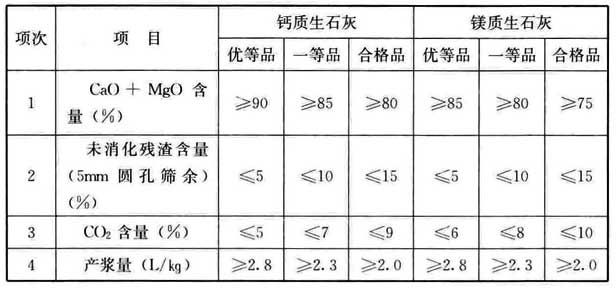 项次 项 目 钙质生石灰 镁质生石灰
优等品 一等品 合格品 优等品 一等品 合格品
1 CaO + MgO 含量（%） ≥90 ≥85 ≥80 ≥85 ≥80 ≥75
2 未消化残渣含量（5mm 圆孔筛余）（%） ≤5 ≤10 ≤15 ≤5 ≤10 ≤15
3 CO₂ 含量（%） ≤5 ≤7 ≤9 ≤6 ≤8 ≤10
4 产浆量（L/kg） ≥2.8 ≥2.3 ≥2.0 ≥2.8 ≥2.3 ≥2.0